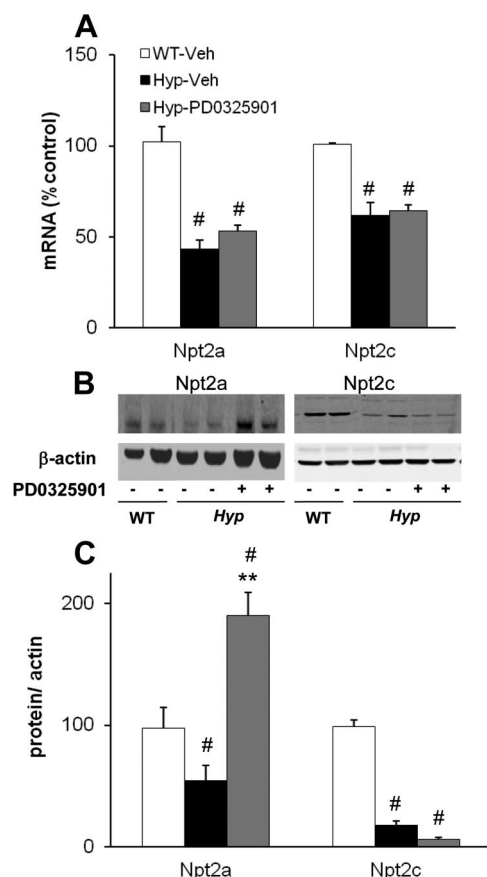 A
150
100
50
0
mRNA (% control)
WT-Veh
Hyp-Veh
Hyp-PD0325901
# #
# #
Npt2a Npt2c
B
Npt2a Npt2c
β-actin
PD0325901 - - - - + + - - - - + +
WT Hyp WT Hyp
C
200
100
0
protein/ actin
#
**
#
# #
Npt2a Npt2c